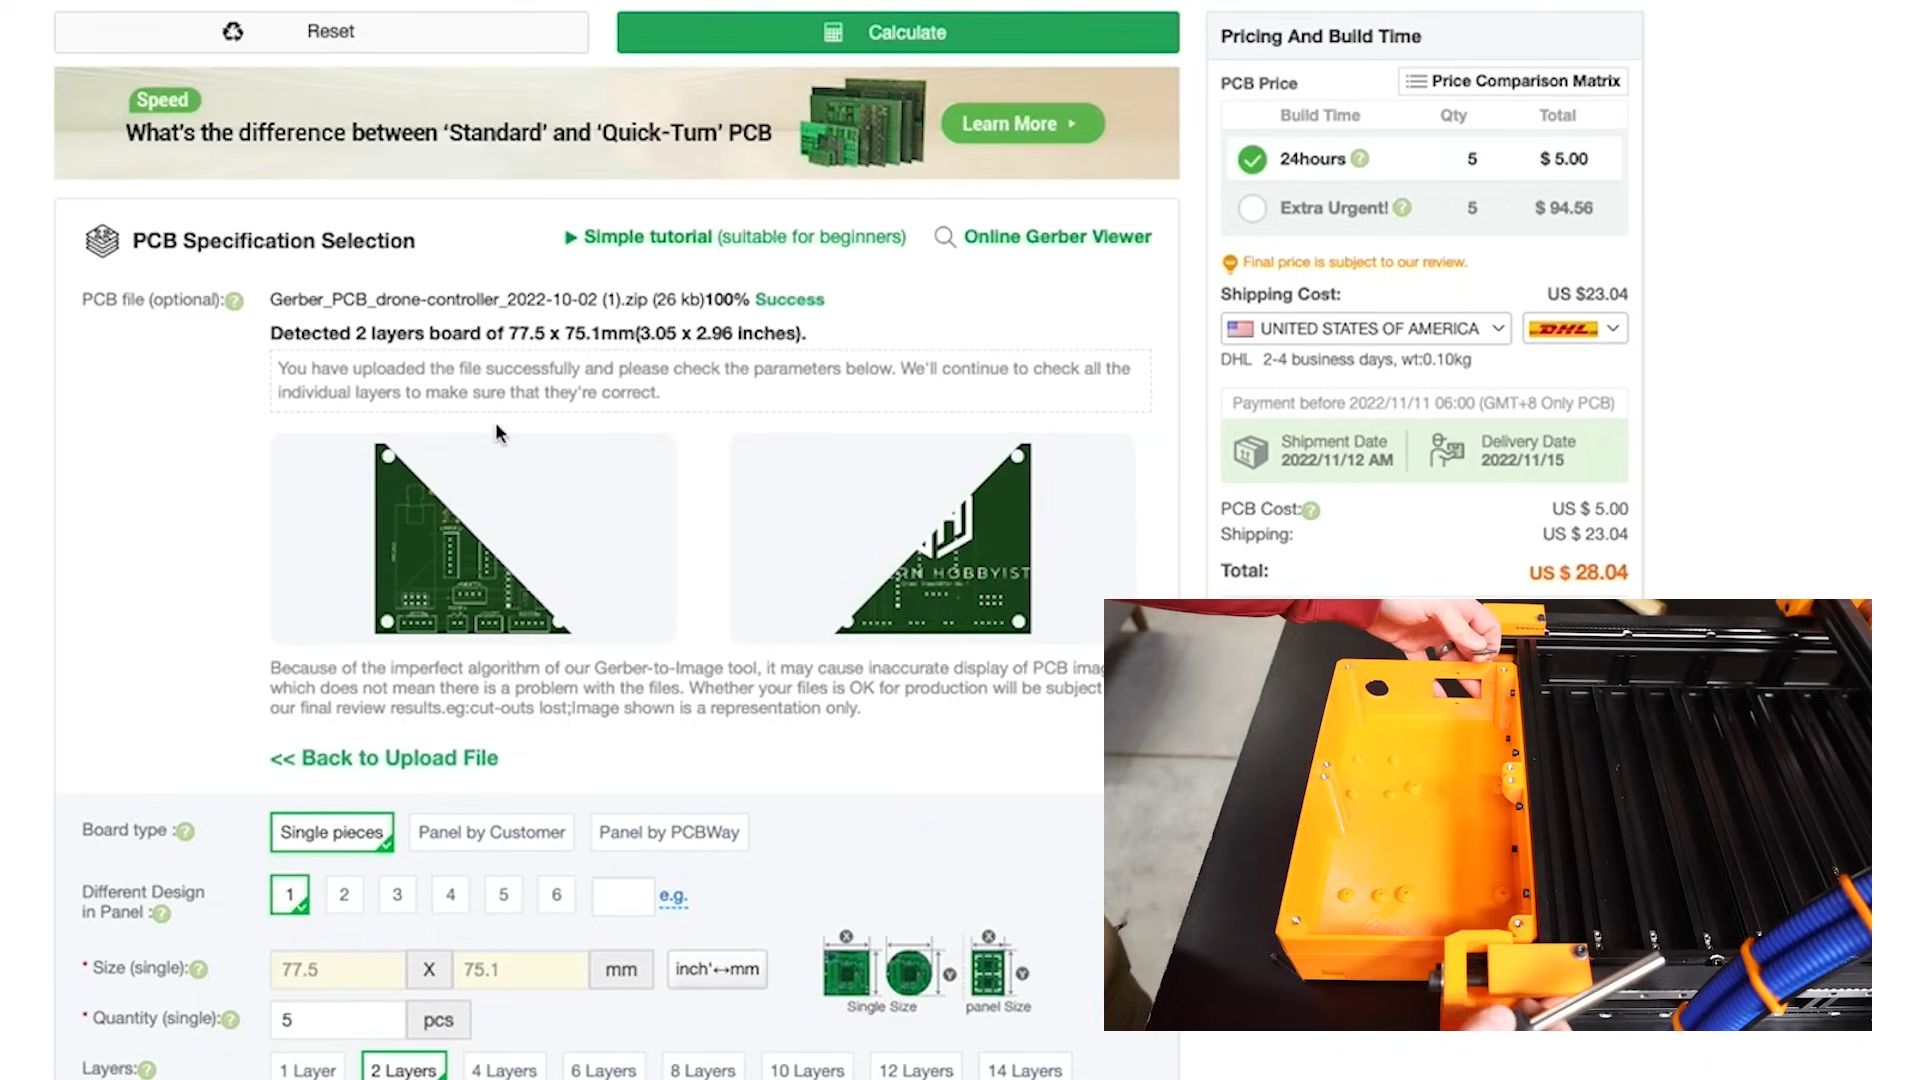 Reset
Calculate
Speed
What's the difference between 'Standard' and 'Quick-Turn' PCB
Learn More
PCB Specification Selection
Simple tutorial (suitable for beginners)
Online Gerber Viewer
PCB file (optional):
Gerber_PCB_drone-controller_2022-10-02 (1).zip (26 kb)100% Success
Detected 2 layers board of 77.5 x 75.1mm(3.05 x 2.96 inches).
You have uploaded the file successfully and please check the parameters below. We'll continue to check all the
individual layers to make sure that they're correct.
RN HOBBYIST
Because of the imperfect algorithm of our Gerber-to-Image tool, it may cause inaccurate display of PCB imag
which does not mean there is a problem with the files. Whether your files is OK for production will be subject
our final review results.eg:cut-outs lost;Image shown is a representation only.
<< Back to Upload File
Board type :
Single pieces
Panel by Customer
Panel by PCBWay
Different Design
in Panel :
1 2 3 4 5 6 e.g.
* Size (single):
77.5 X 75.1 mm inch'↔mm
X X
Y Y
Single Size panel Size
* Quantity (single):
5 pcs
Layers:
1 Layer 2 Layers 4 Layers 6 Layers 8 Layers 10 Layers 12 Layers 14 Layers
Pricing And Build Time
PCB Price
Price Comparison Matrix
Build Time Qty Total
24hours 5 $ 5.00
Extra Urgent! 5 $ 94.56
Final price is subject to our review.
Shipping Cost: US $23.04
UNITED STATES OF AMERICA DHL
DHL 2-4 business days, wt:0.10kg
Payment before 2022/11/11 06:00 (GMT+8 Only PCB)
Shipment Date
2022/11/12 AM
Delivery Date
2022/11/15
PCB Cost: US $ 5.00
Shipping: US $ 23.04
Total: US $ 28.04